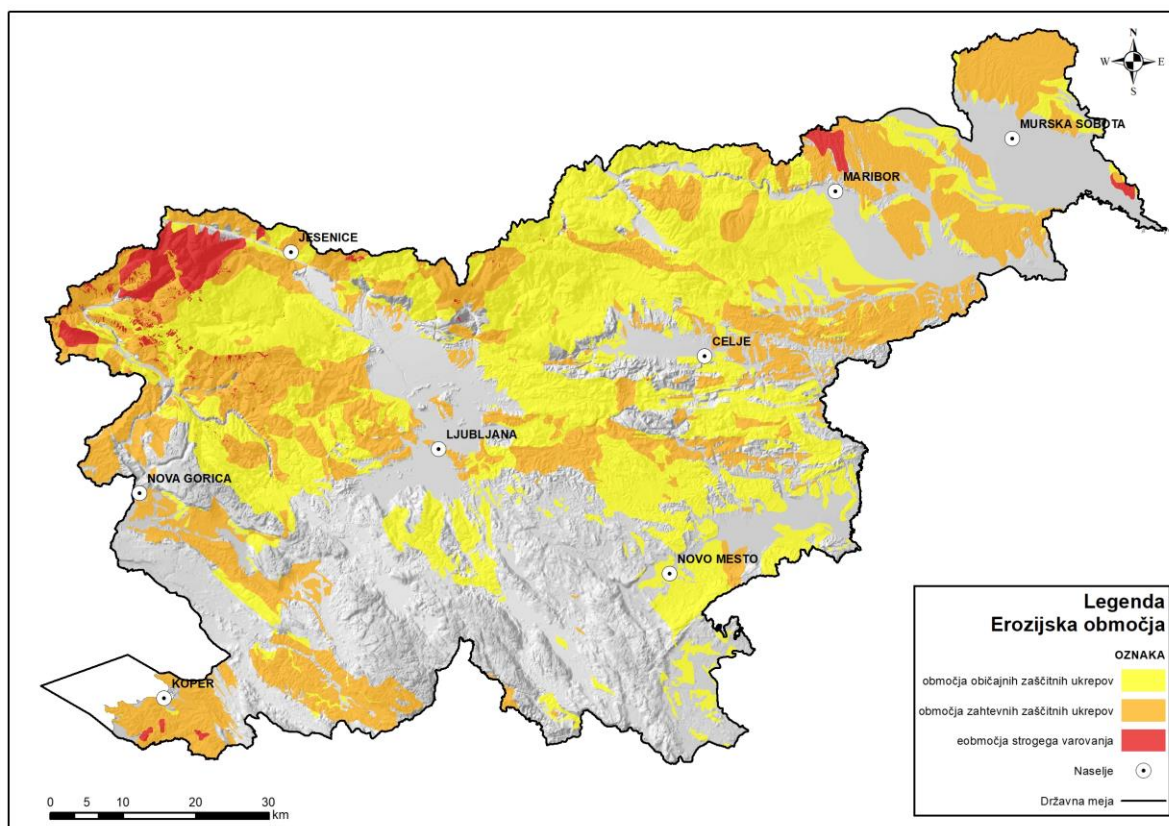 N
W E
S
MURSKA SOBOTA
MARIBOR
JESENICE
CELJE
LJUBLJANA
NOVA GORICA
NOVO MESTO
KOPER
Legenda
Erozijska območja
OZNAKA
območja običajnih zaščitnih ukrepov
območja zahtevnih zaščitnih ukrepov
eobmočja strogega varovanja
Naselje
Državna meja
0 5 10 20 30
km